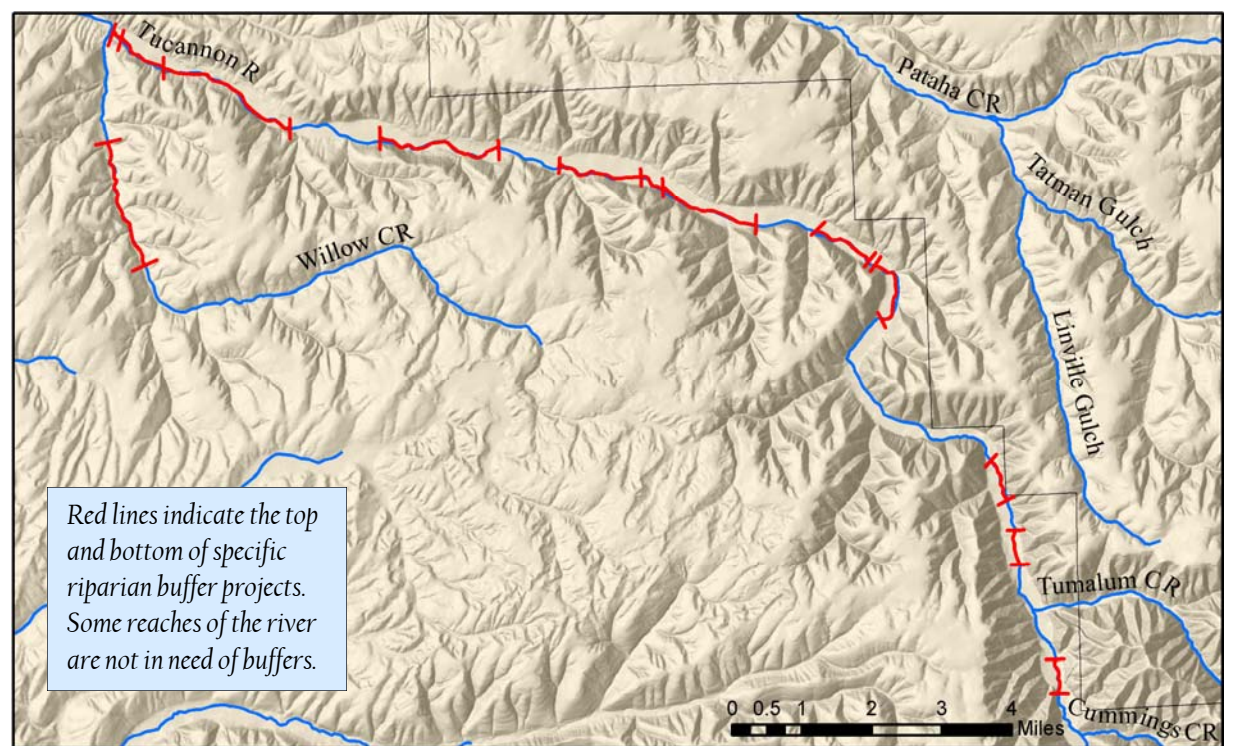 Tucannon R
Pataha CR
Tatman Gulch
Willow CR
Linville Gulch
Red lines indicate the top
and bottom of specific
riparian buffer projects.
Some reaches of the river
are not in need of buffers.
Tumalum CR
Cummings CR
0 0.5 1 2 3 4
Miles